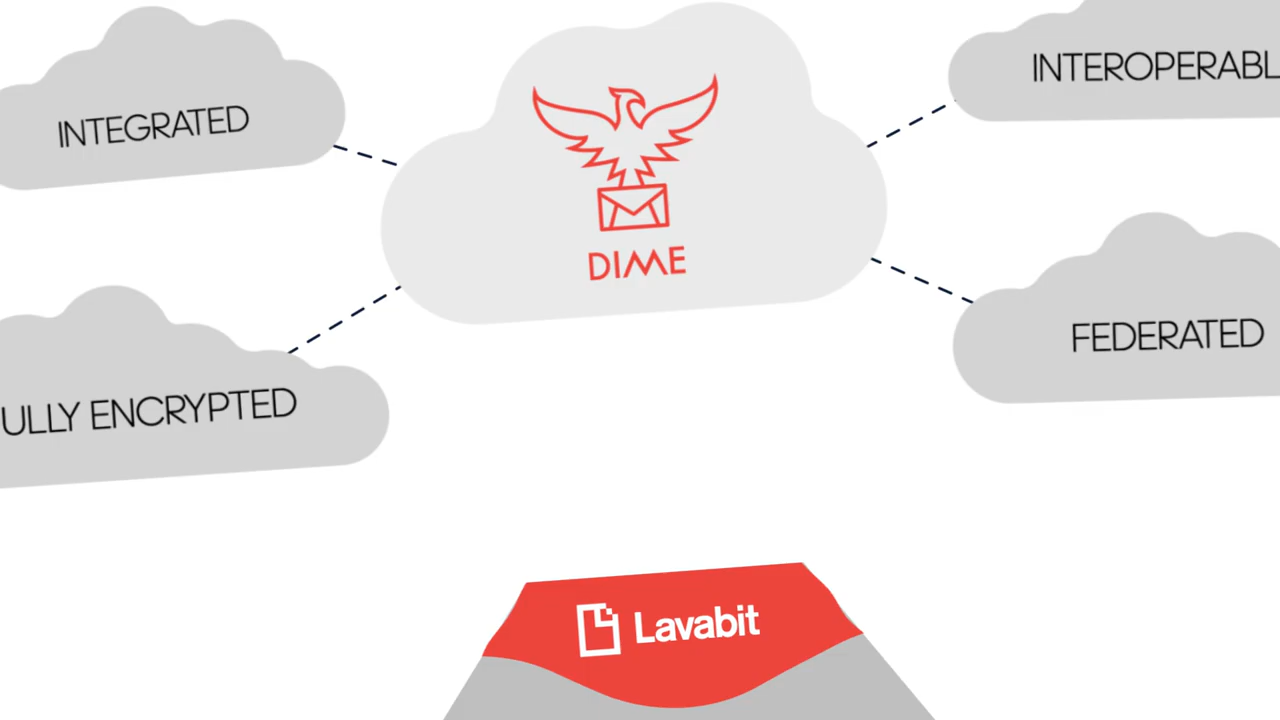 INTEGRATED
INTEROPERABL
DIME
FEDERATED
ULLY ENCRYPTED
Lavabit